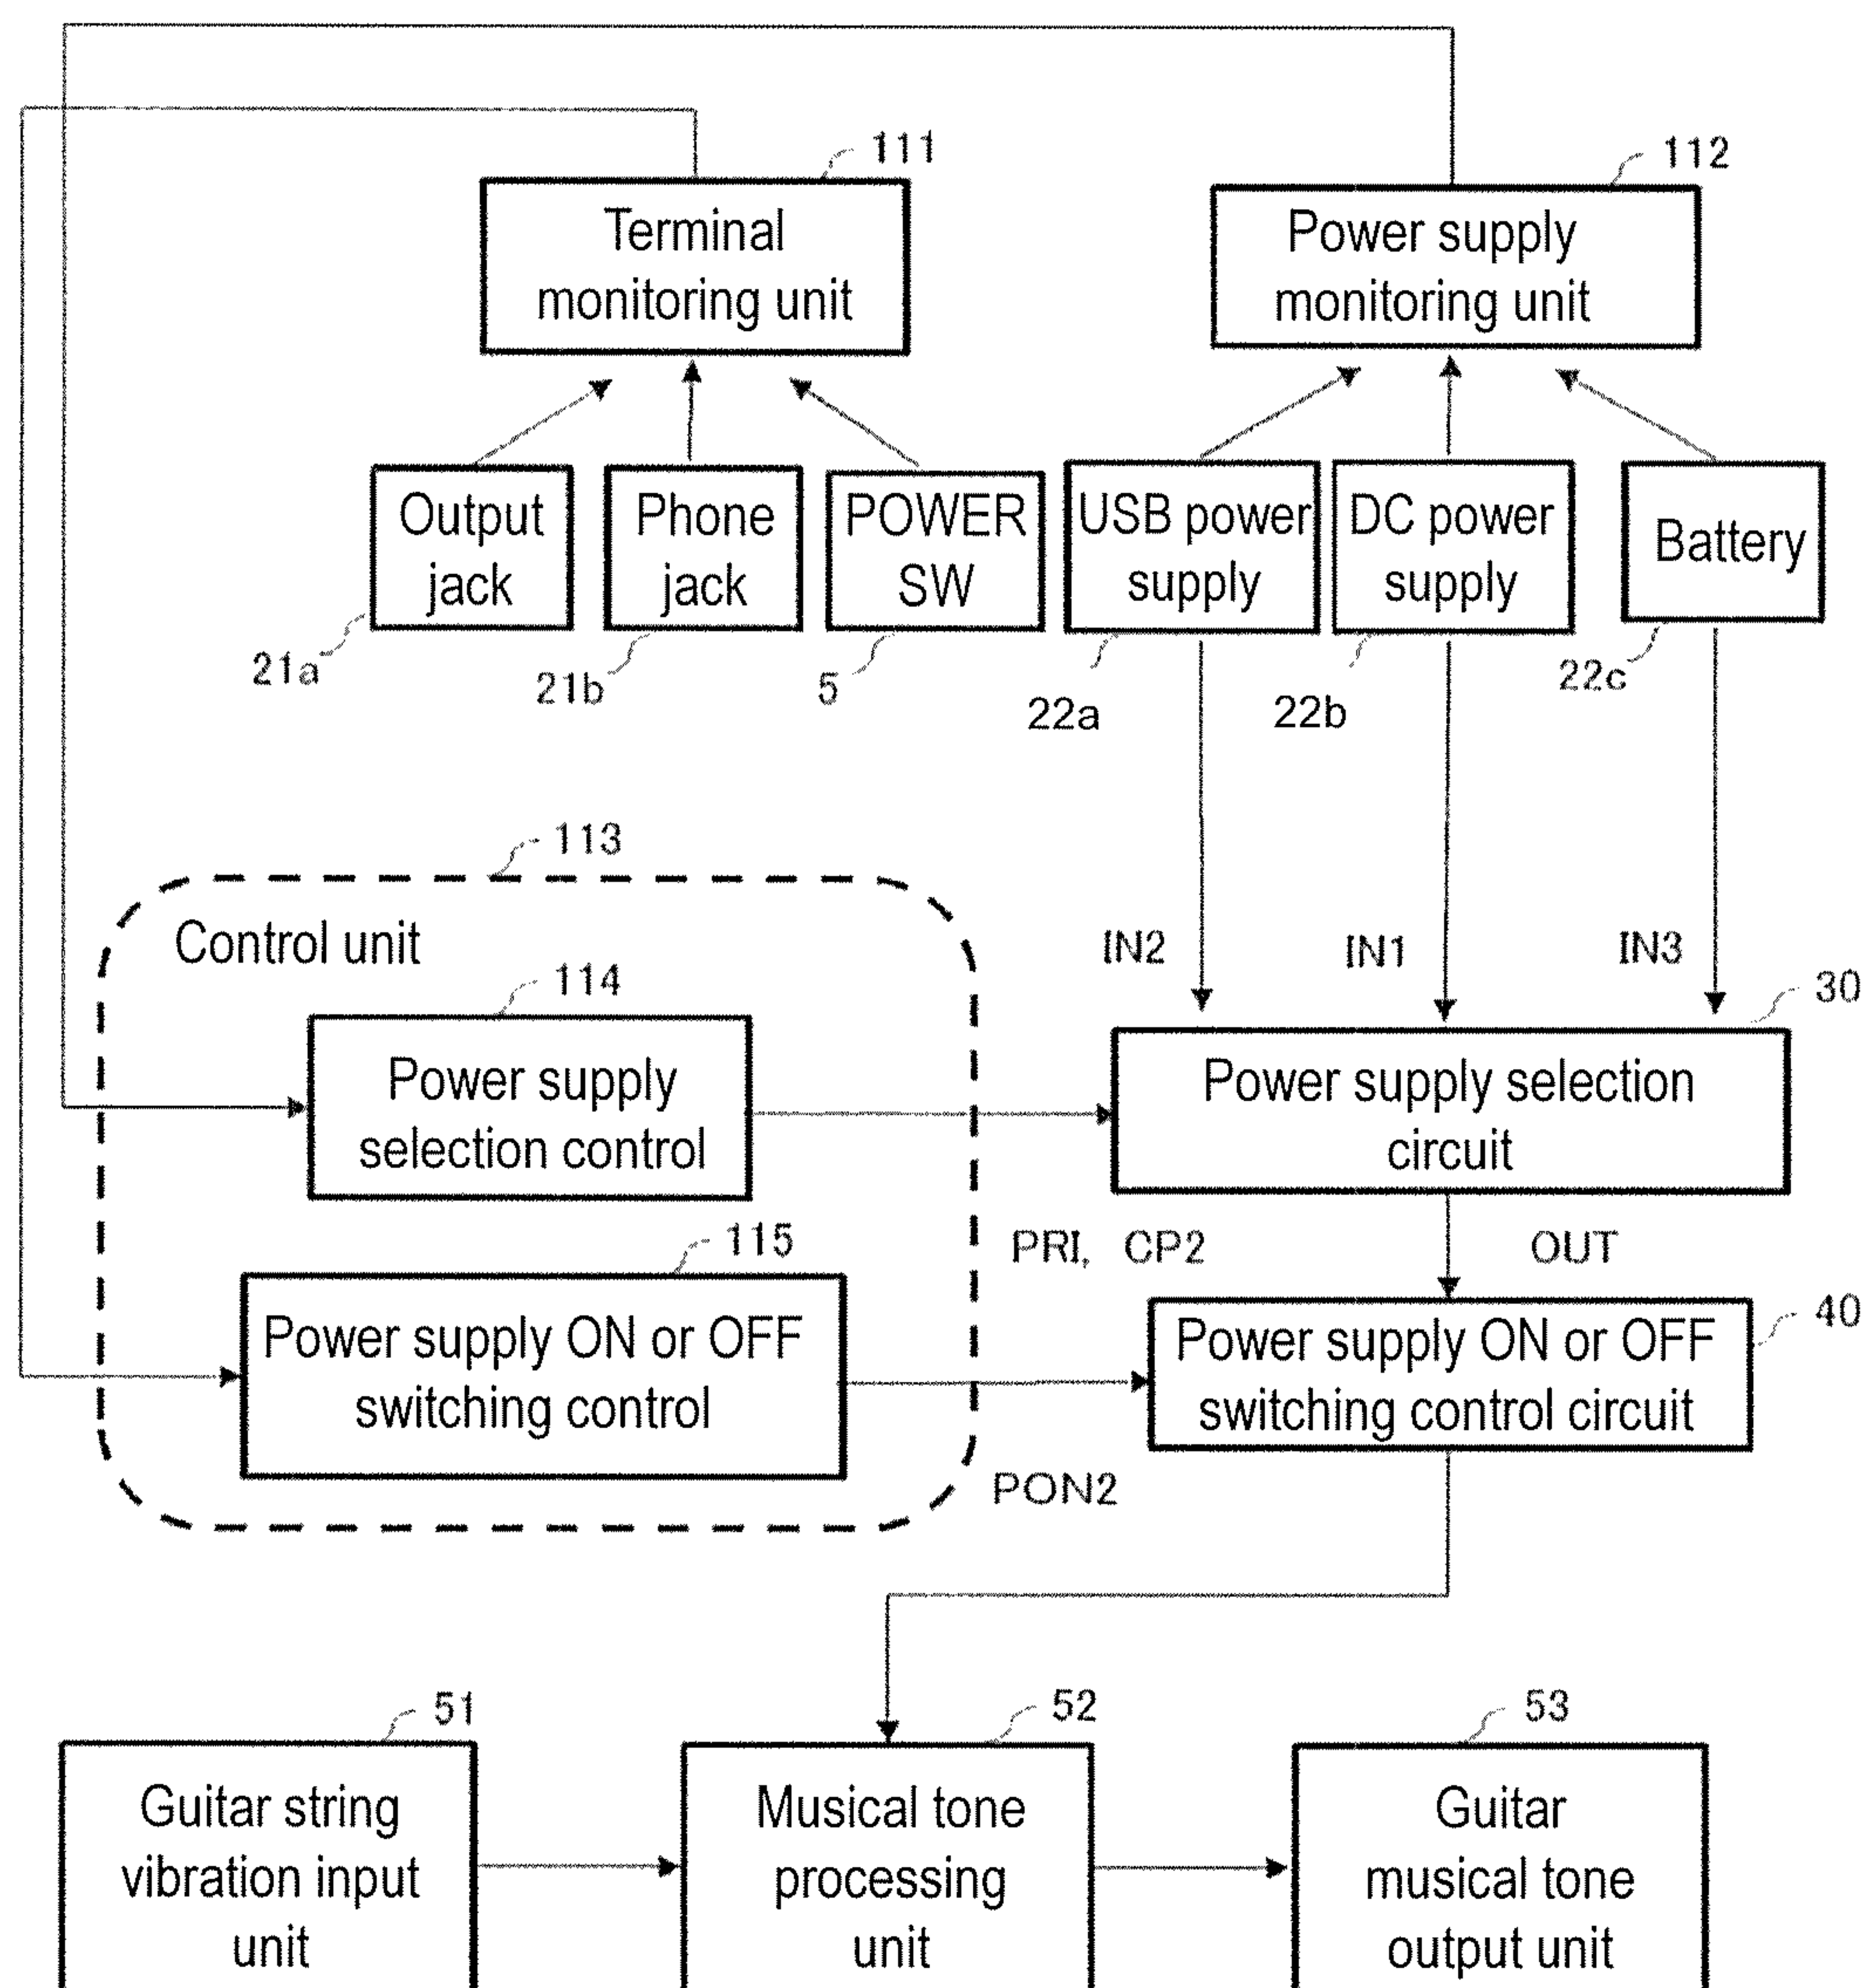 111
Terminal
monitoring unit
112
Power supply
monitoring unit
Output
jack
21a
Phone
jack
21b
POWER
SW
5
USB power
supply
22a
DC power
supply
22b
Battery
22c
IN2
IN1
IN3
113
Control unit
114
Power supply
selection control
30
Power supply selection
circuit
PRI, CP2
OUT
115
Power supply ON or OFF
switching control
PON2
40
Power supply ON or OFF
switching control circuit
51
Guitar string
vibration input
unit
52
Musical tone
processing
unit
53
Guitar
musical tone
output unit